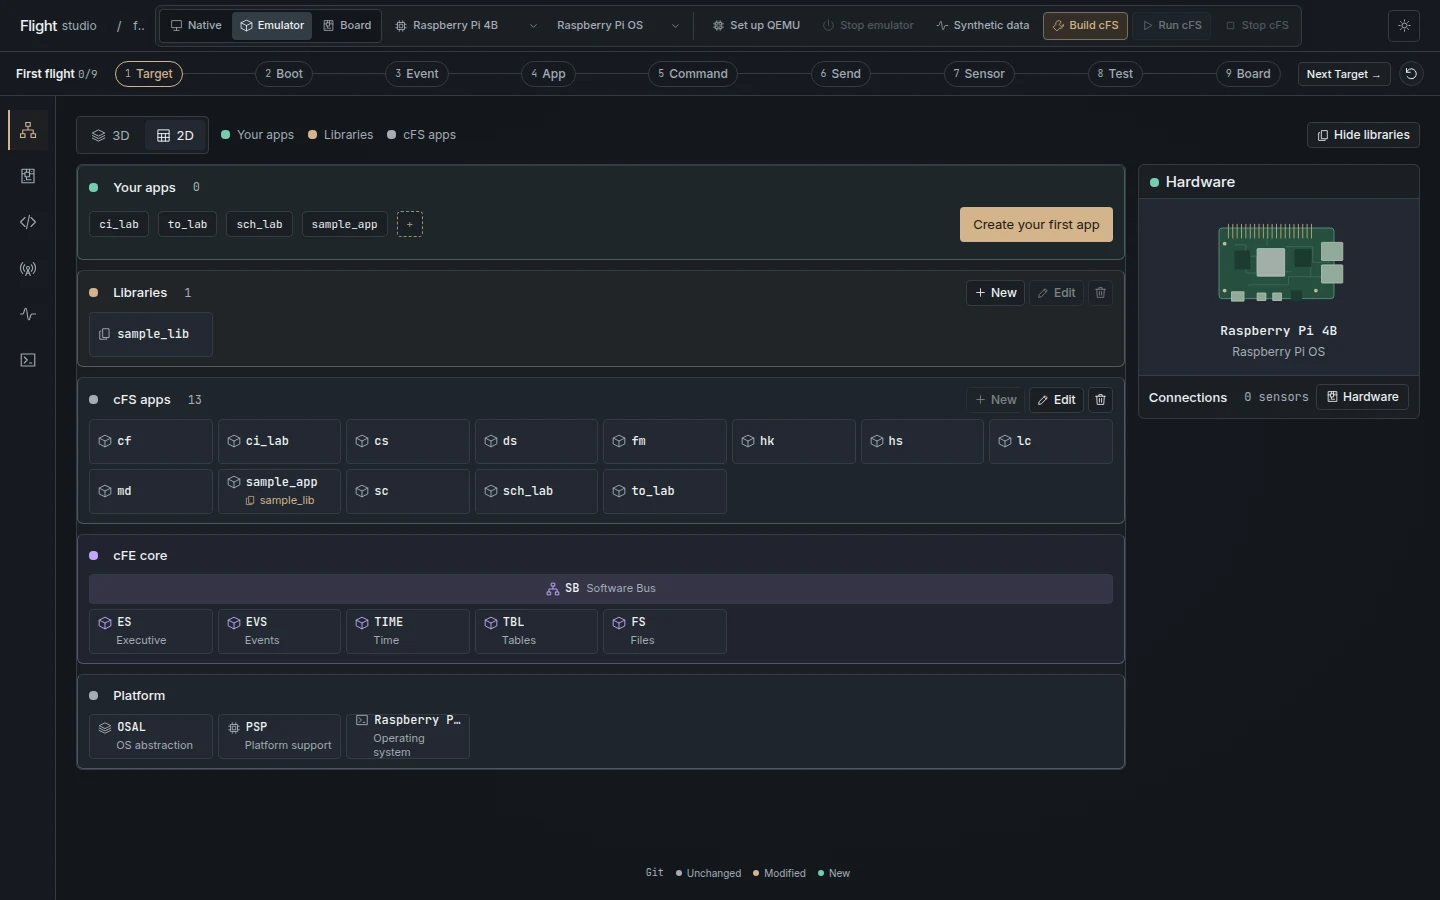 Flight studio / f..
Native Emulator Board Raspberry Pi 4B Raspberry Pi OS Set up QEMU Stop emulator Synthetic data Build cFS Run cFS Stop cFS
First flight 0/9 1 Target 2 Boot 3 Event 4 App 5 Command 6 Send 7 Sensor 8 Test 9 Board Next Target →
3D 2D Your apps Libraries cFS apps Hide libraries
Your apps 0
ci_lab to_lab sch_lab sample_app + Create your first app
Libraries 1 + New Edit
sample_lib
cFS apps 13 + New Edit
cf ci_lab cs ds fm hk hs lc
md sample_app sc sch_lab to_lab
sample_lib
cFE core
SB Software Bus
ES EVS TIME TBL FS
Executive Events Time Tables Files
Platform
OSAL PSP Raspberry P…
OS abstraction Platform support Operating system
Hardware
Raspberry Pi 4B
Raspberry Pi OS
Connections 0 sensors Hardware
Git Unchanged Modified New